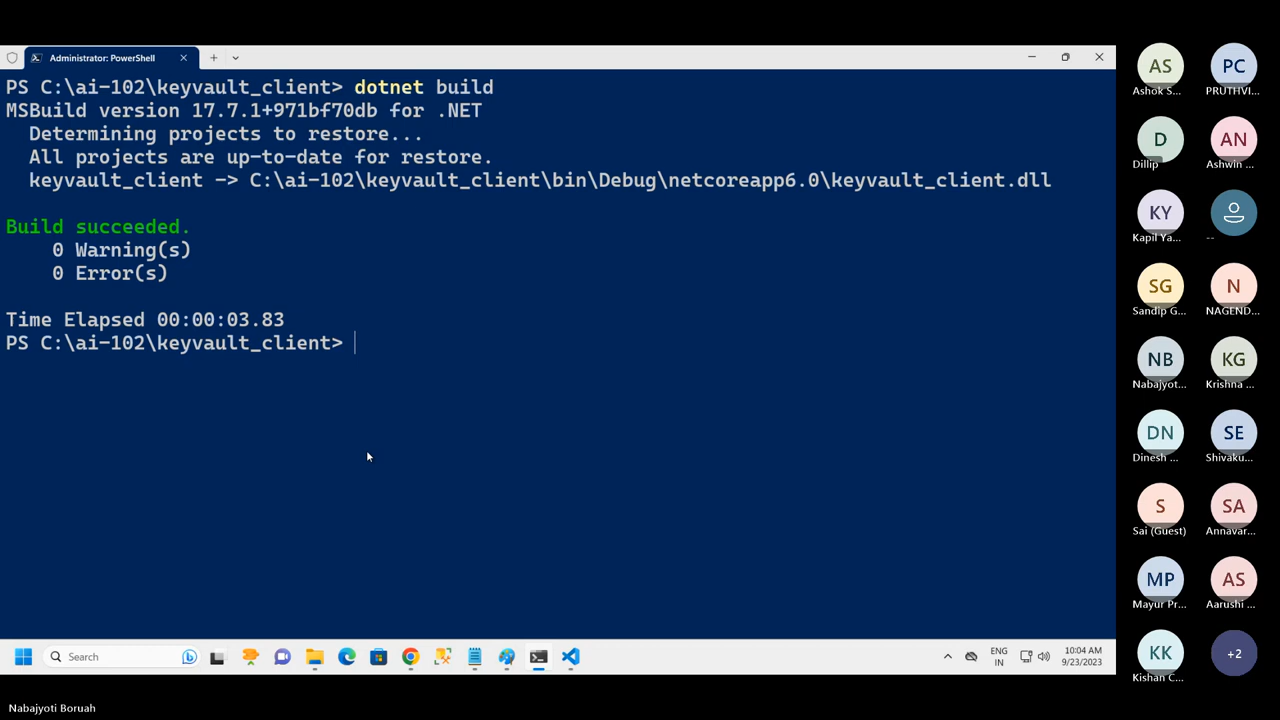 Administrator: PowerShell
PS C:\ai-102\keyvault_client> dotnet build
MSBuild version 17.7.1+971bf70db for .NET
Determining projects to restore...
All projects are up-to-date for restore.
keyvault_client -> C:\ai-102\keyvault_client\bin\Debug\netcoreapp6.0\keyvault_client.dll
Build succeeded.
0 Warning(s)
0 Error(s)
Time Elapsed 00:00:03.83
PS C:\ai-102\keyvault_client>
Search
ENG
IN
10:04 AM
9/23/2023
AS
PC
Ashok S...
PRUTHVI...
D
AN
Dillip
Ashwin ...
KY
Kapil Ya...
--
SG
N
Sandip G...
NAGEND...
NB
KG
Nabajyot...
Krishna ...
DN
SE
Dinesh ...
Shivaku...
S
SA
Sai (Guest)
Annavar...
MP
AS
Mayur Pr...
Aarushi ...
KK
+2
Kishan C...
Nabajyoti Boruah